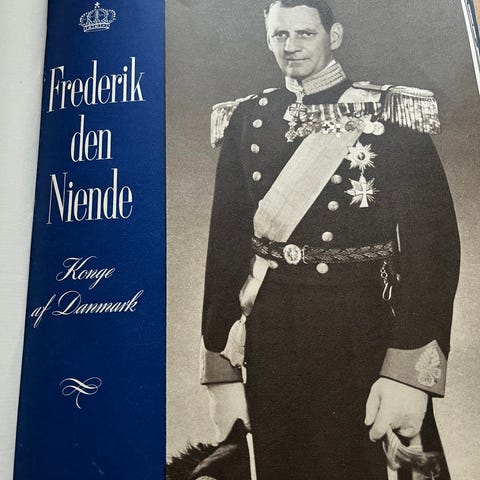 Frederik
den
Niende
Konge
af Danmark